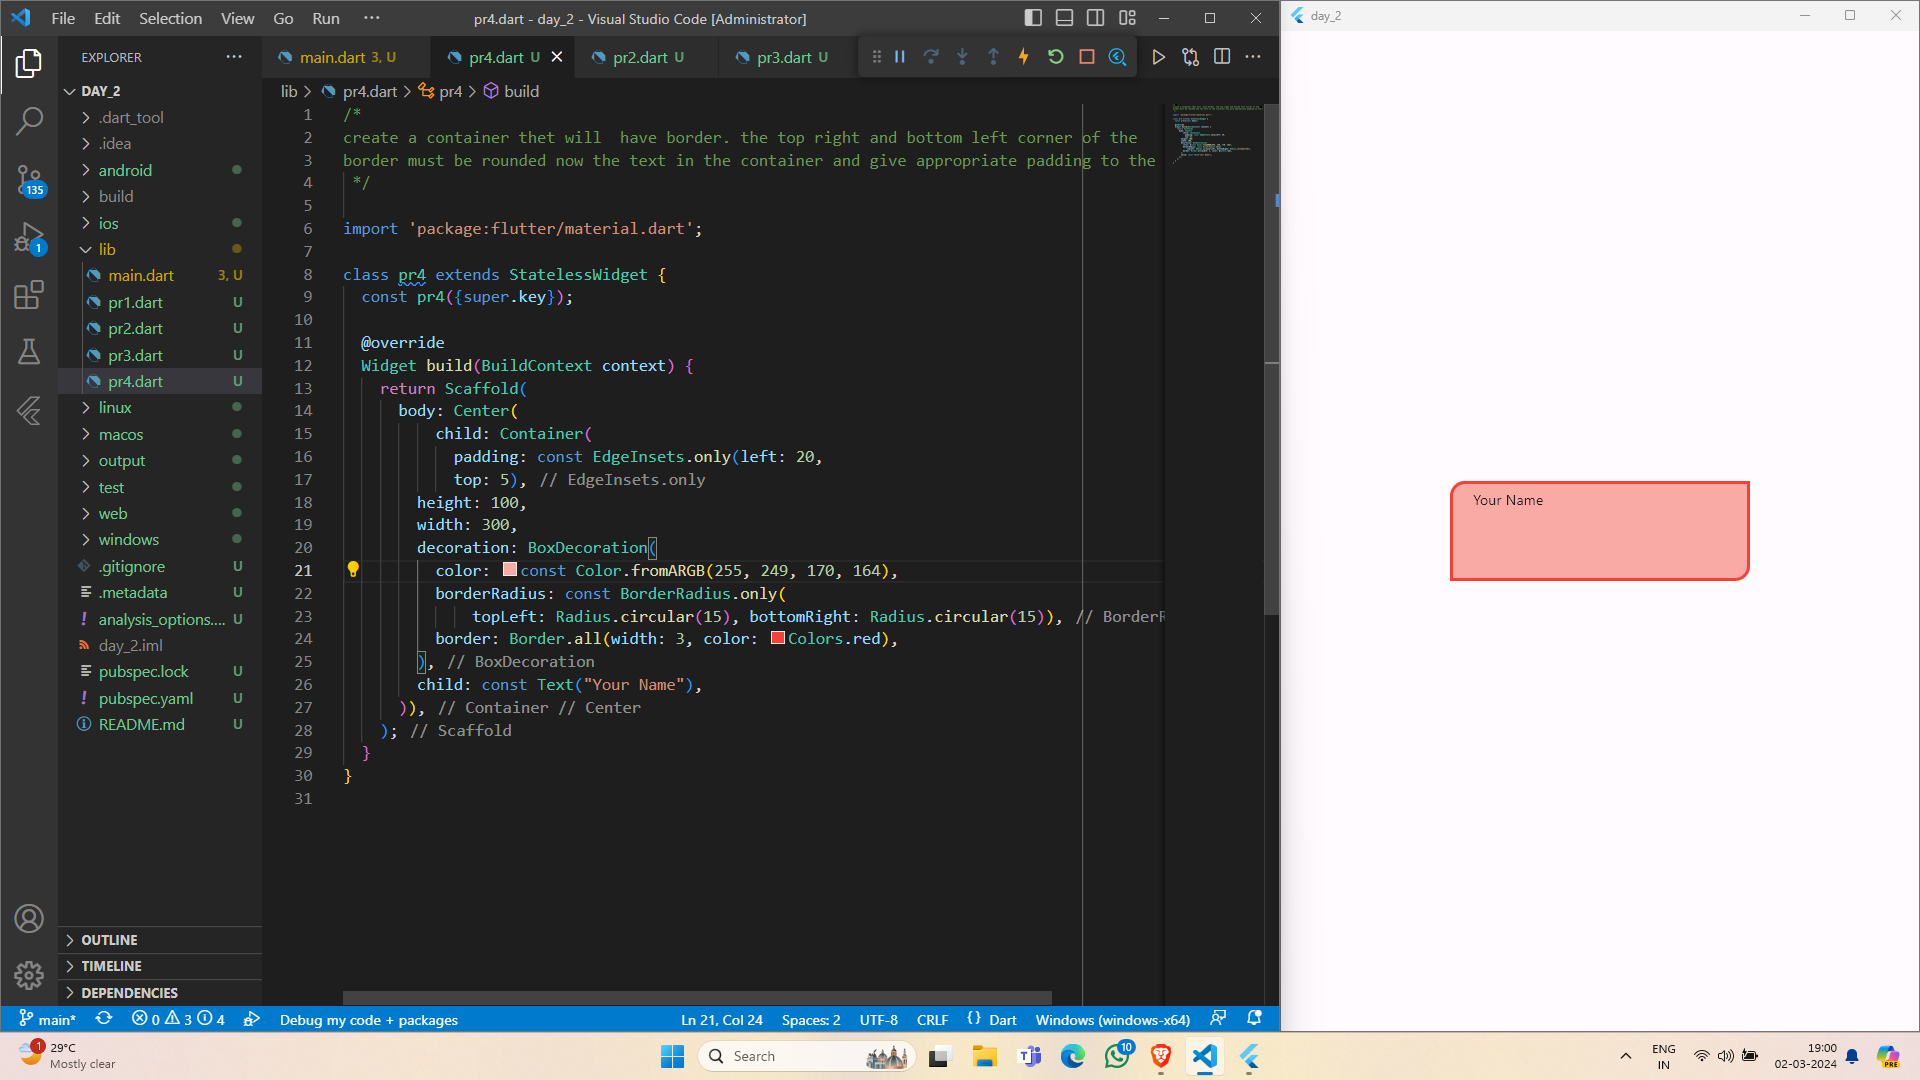 File Edit Selection View Go Run ··· pr4.dart - day_2 - Visual Studio Code [Administrator]
day_2
EXPLORER ···
main.dart 3, U
pr4.dart U
pr2.dart U
pr3.dart U
DAY_2
.dart_tool
.idea
android
build
ios
lib
main.dart 3, U
pr1.dart U
pr2.dart U
pr3.dart U
pr4.dart U
linux
macos
output
test
web
windows
.gitignore U
.metadata U
analysis_options.... U
day_2.iml
pubspec.lock U
pubspec.yaml U
README.md U
OUTLINE
TIMELINE
DEPENDENCIES
135
1
lib > pr4.dart > pr4 > build
1 /*
2 create a container thet will  have border. the top right and bottom left corner of the
3 border must be rounded now the text in the container and give appropriate padding to the
4  */
5
6 import 'package:flutter/material.dart';
7
8 class pr4 extends StatelessWidget {
9   const pr4({super.key});
10
11   @override
12   Widget build(BuildContext context) {
13     return Scaffold(
14       body: Center(
15           child: Container(
16             padding: const EdgeInsets.only(left: 20,
17             top: 5), // EdgeInsets.only
18         height: 100,
19         width: 300,
20         decoration: BoxDecoration(
21           color: const Color.fromARGB(255, 249, 170, 164),
22           borderRadius: const BorderRadius.only(
23               topLeft: Radius.circular(15), bottomRight: Radius.circular(15)), // BorderR
24           border: Border.all(width: 3, color: Colors.red),
25         ), // BoxDecoration
26         child: const Text("Your Name"),
27       )), // Container // Center
28     ); // Scaffold
29   }
30 }
31
Your Name
main* 0 3 4 Debug my code + packages Ln 21, Col 24 Spaces: 2 UTF-8 CRLF {} Dart Windows (windows-x64)
1 29°C
Mostly clear
Search
10
ENG
IN
19:00
02-03-2024
PRE